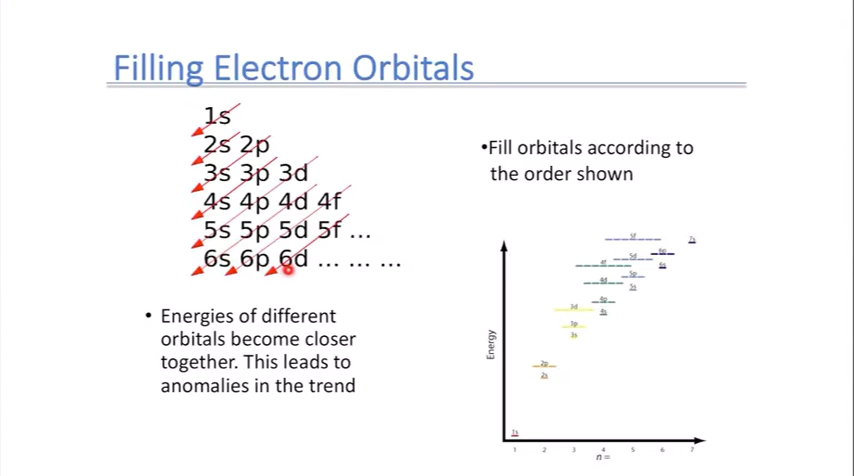 Filling Electron Orbitals
1s
2s 2p
3s 3p 3d
4s 4p 4d 4f
5s 5p 5d 5f ...
6s 6p 6d ... ... ...
• Energies of different
orbitals become closer
together. This leads to
anomalies in the trend
•Fill orbitals according to
the order shown
5f
7s
6p
5d
6s
4f
5p
4d
5s
4p
3d
4s
3p
3s
2p
2s
1s
Energy
1 2 3 4 5 6 7
n =